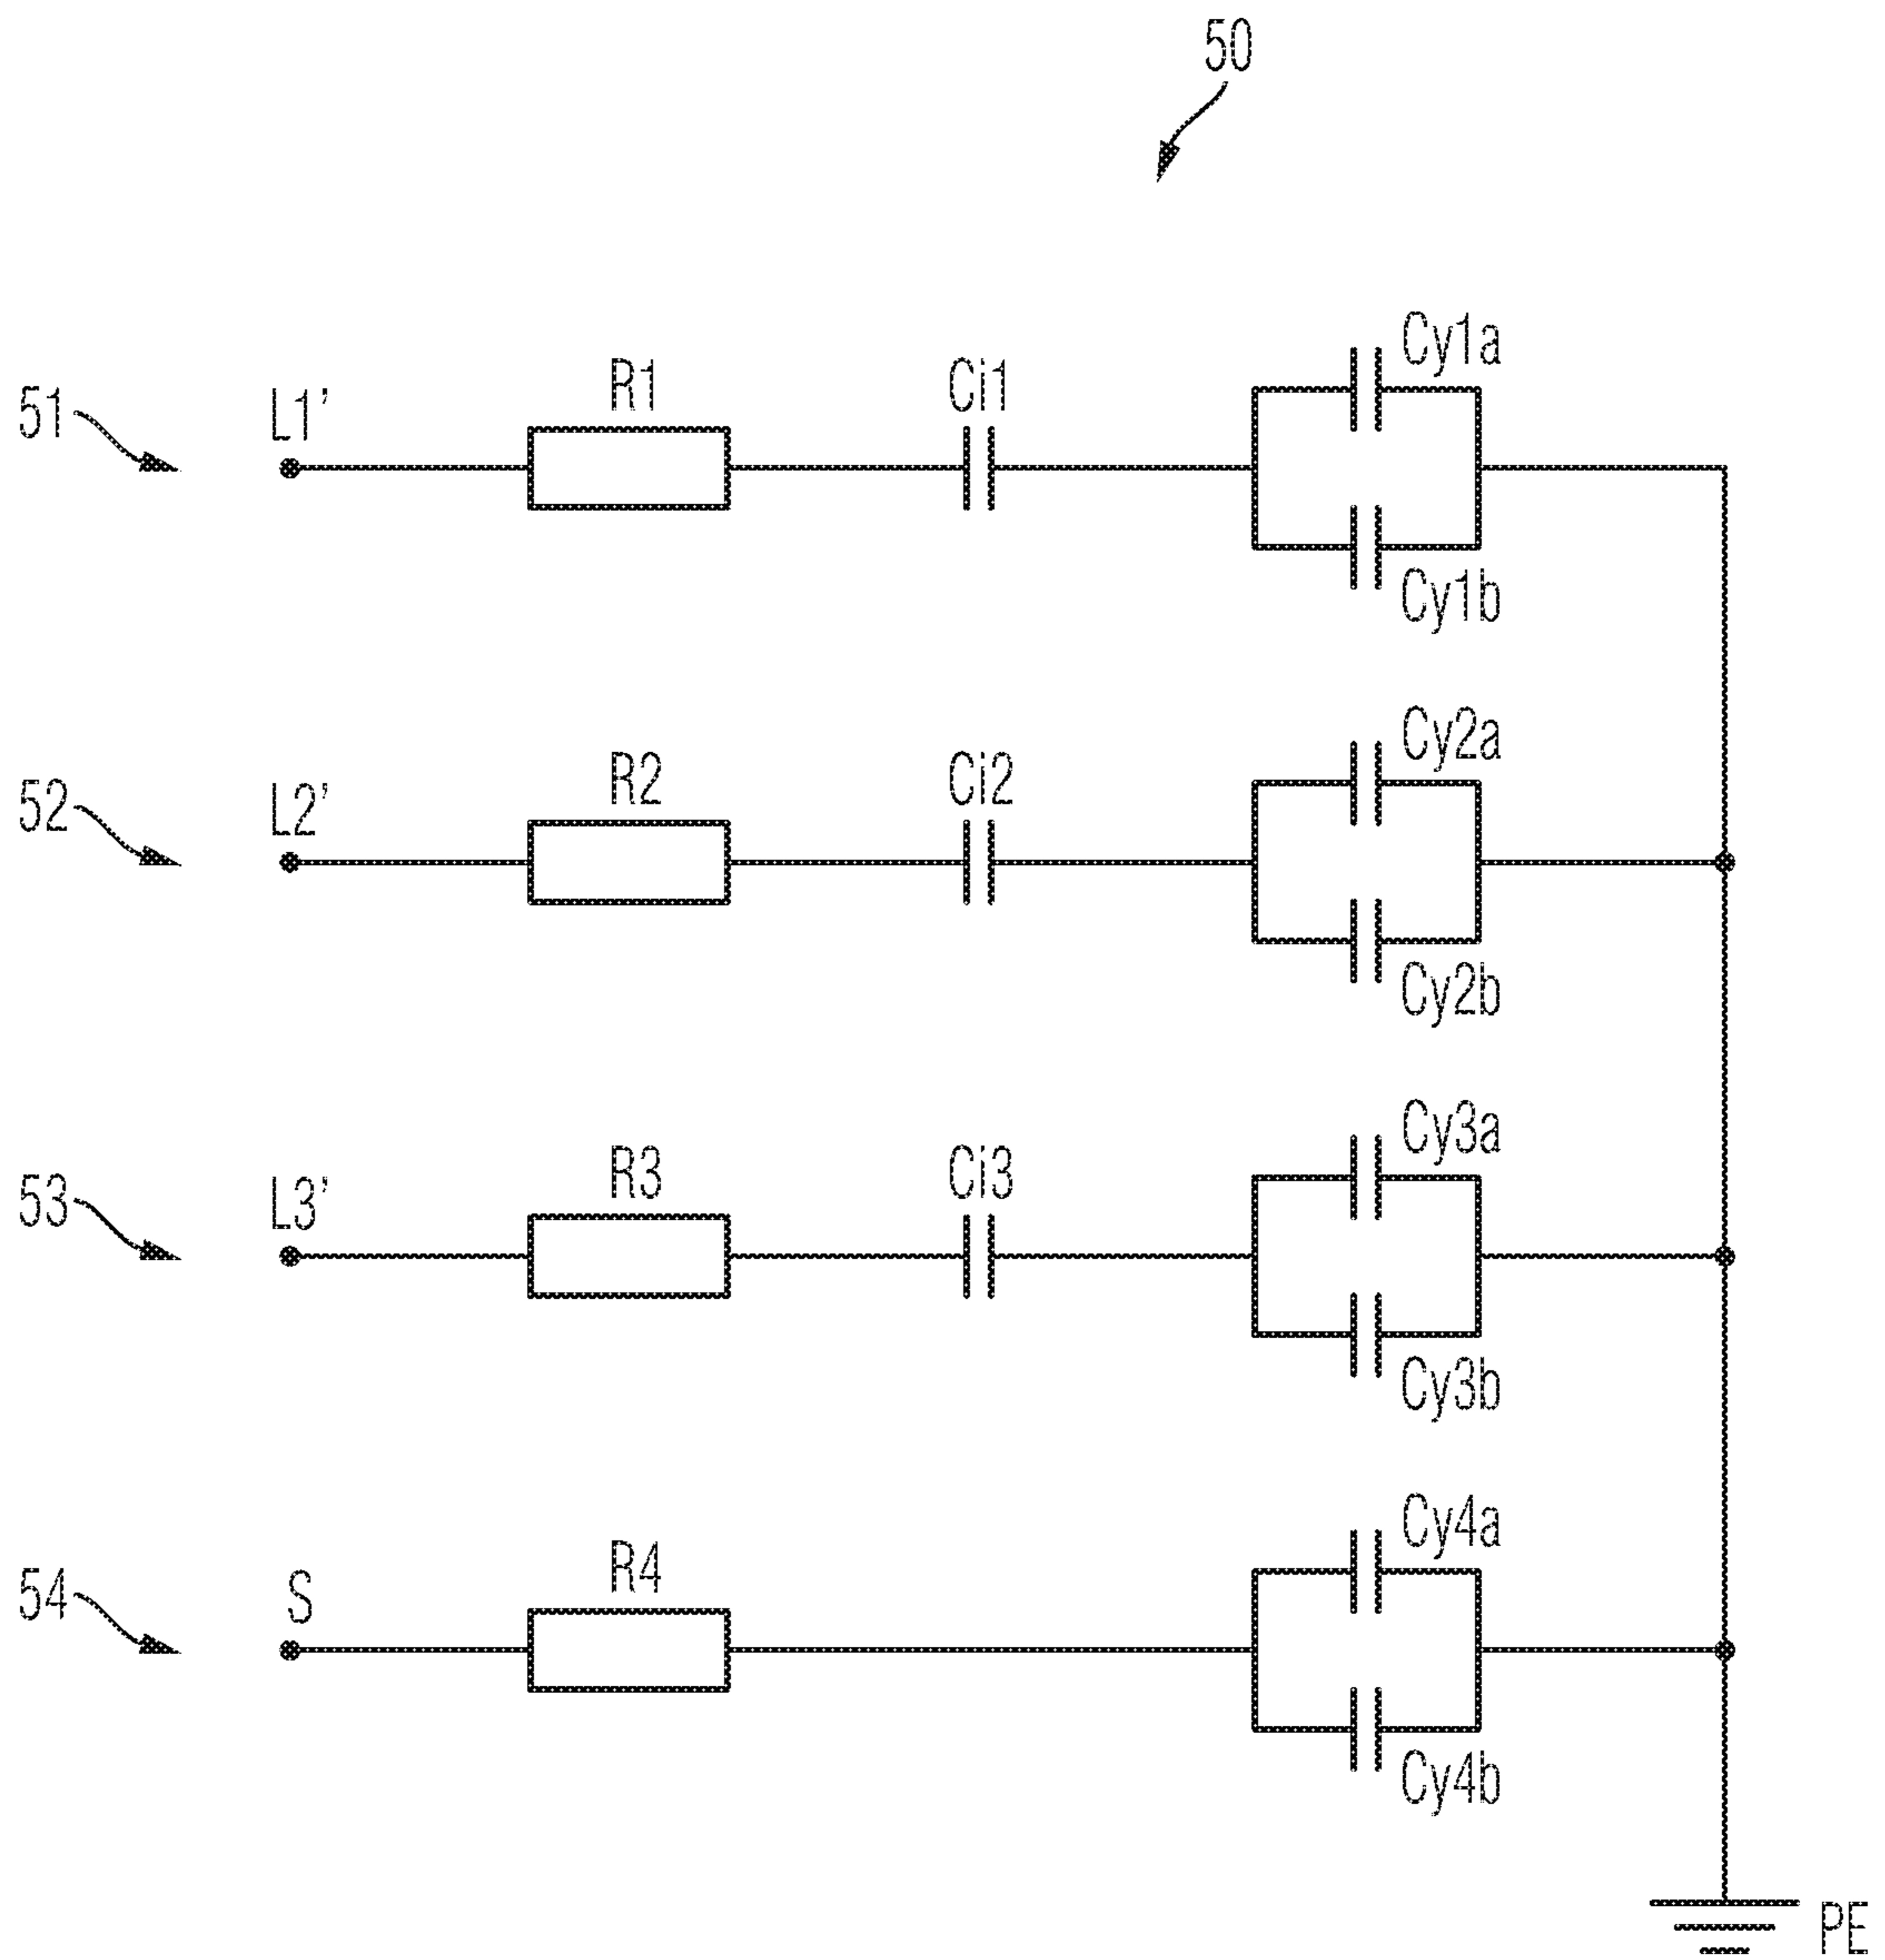 50
Cy1a
R1
Ci1
51
L1'
Cy1b
Cy2a
R2
Ci2
52
L2'
Cy2b
Cy3a
R3
Ci3
53
L3'
Cy3b
Cy4a
R4
54
S
Cy4b
PE